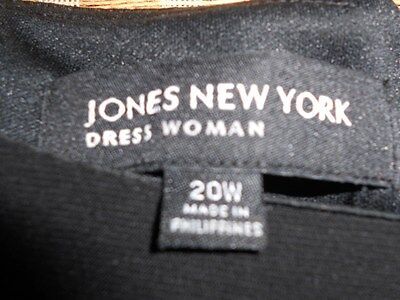 JONES NEW YORK
DRESS WOMAN
20W
MADE IN
PHILIPPINES